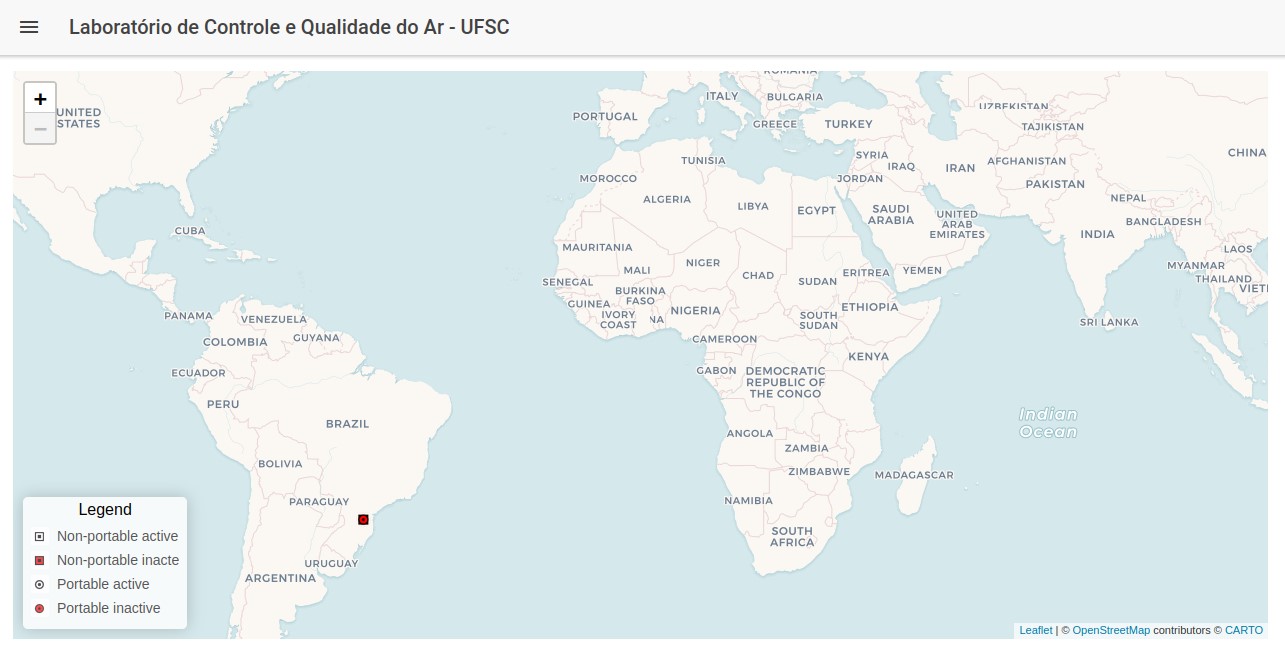 Laboratório de Controle e Qualidade do Ar - UFSC
+
−
ROMANIA
ITALY
BULGARIA
UNITED
STATES
PORTUGAL
GREECE
TURKEY
UZBEKISTAN
TAJIKISTAN
TUNISIA
SYRIA
IRAQ
IRAN
AFGHANISTAN
CHINA
MOROCCO
JORDAN
PAKISTAN
ALGERIA
LIBYA
EGYPT
SAUDI
ARABIA
UNITED
ARAB
EMIRATES
NEPAL
BANGLADESH
INDIA
CUBA
MAURITANIA
MALI
NIGER
CHAD
SUDAN
ERITREA
YEMEN
LAOS
MYANMAR
THAILAND
VIET
SENEGAL
BURKINA
FASO
GUINEA
IVORY
COAST
NA
NIGERIA
SOUTH
SUDAN
ETHIOPIA
SRI LANKA
PANAMA
VENEZUELA
COLOMBIA
GUYANA
CAMEROON
KENYA
ECUADOR
GABON
DEMOCRATIC
REPUBLIC OF
THE CONGO
PERU
BRAZIL
Indian
Ocean
ANGOLA
ZAMBIA
BOLIVIA
ZIMBABWE
MADAGASCAR
PARAGUAY
NAMIBIA
SOUTH
AFRICA
URUGUAY
ARGENTINA
Legend
Non-portable active
Non-portable inacte
Portable active
Portable inactive
Leaflet | © OpenStreetMap contributors © CARTO